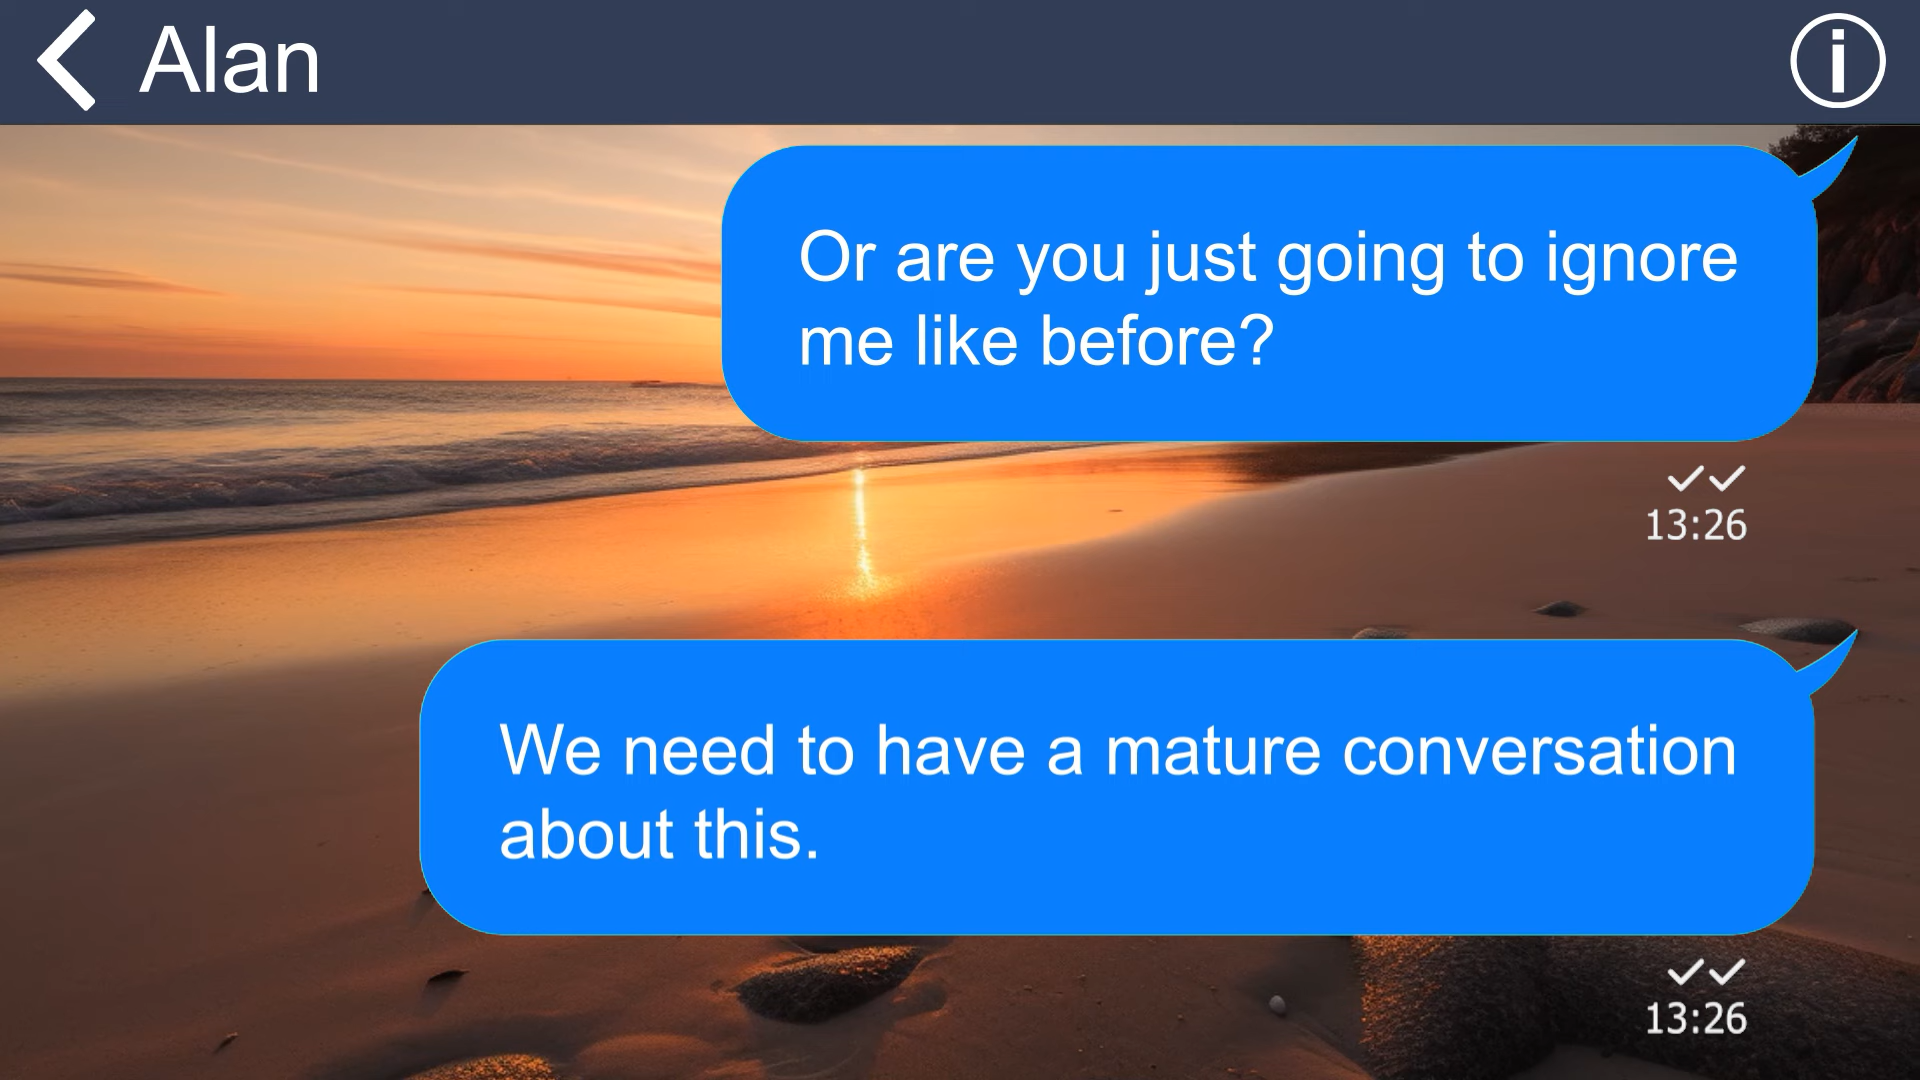 Alan
Or are you just going to ignore
me like before?
13:26
We need to have a mature conversation
about this.
13:26